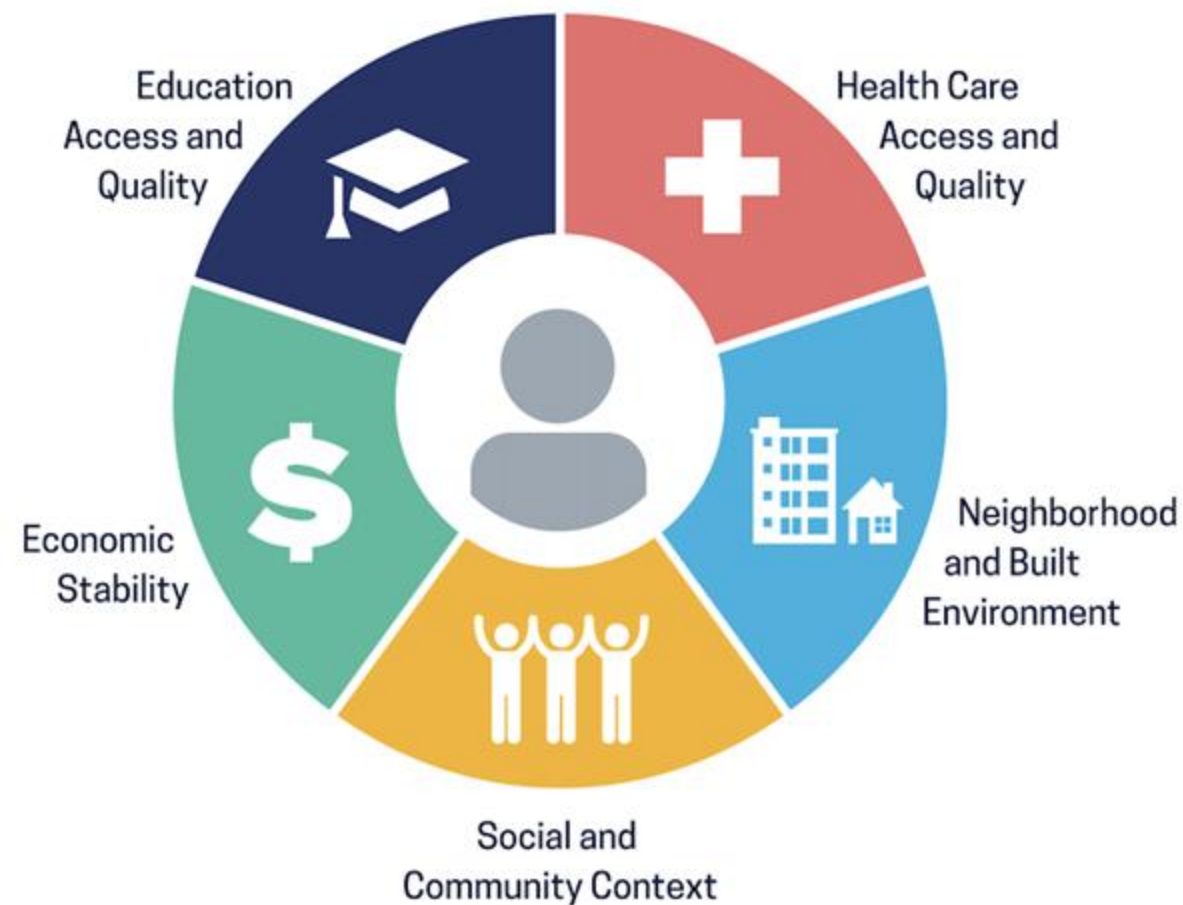 Education
Access and
Quality
Health Care
Access and
Quality
Economic
Stability
Neighborhood
and Built
Environment
Social and
Community Context